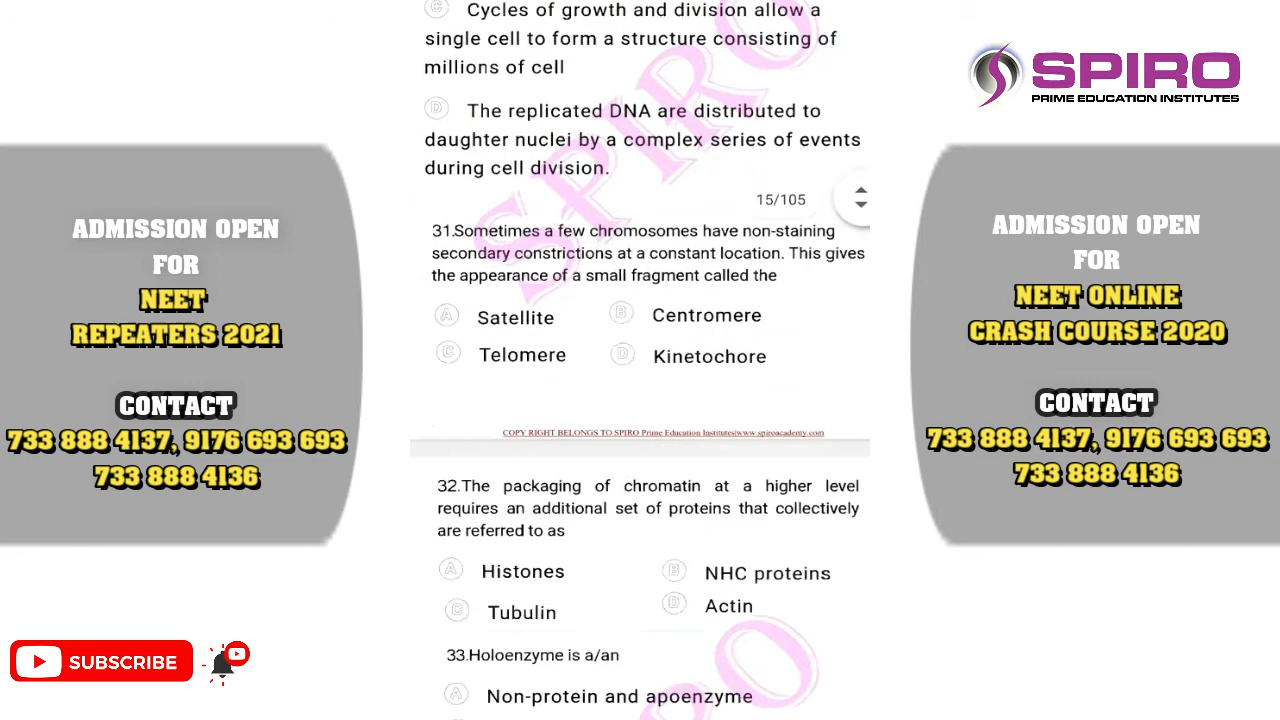 C Cycles of growth and division allow a
single cell to form a structure consisting of
millions of cell
D The replicated DNA are distributed to
daughter nuclei by a complex series of events
during cell division.
15/105
31.Sometimes a few chromosomes have non-staining
secondary constrictions at a constant location. This gives
the appearance of a small fragment called the
A Satellite B Centromere
C Telomere D Kinetochore
COPY RIGHT BELONGS TO SPIRO Prime Education Institutes|www.spiroacademy.com
32.The packaging of chromatin at a higher level
requires an additional set of proteins that collectively
are referred to as
A Histones B NHC proteins
C Tubulin D Actin
33.Holoenzyme is a/an
A Non-protein and apoenzyme
SPIRO
SPIRO
PRIME EDUCATION INSTITUTES
ADMISSION OPEN
FOR
NEET
REPEATERS 2021
CONTACT
733 888 4137, 9176 693 693
733 888 4136
ADMISSION OPEN
FOR
NEET ONLINE
CRASH COURSE 2020
CONTACT
733 888 4137, 9176 693 693
733 888 4136
SUBSCRIBE